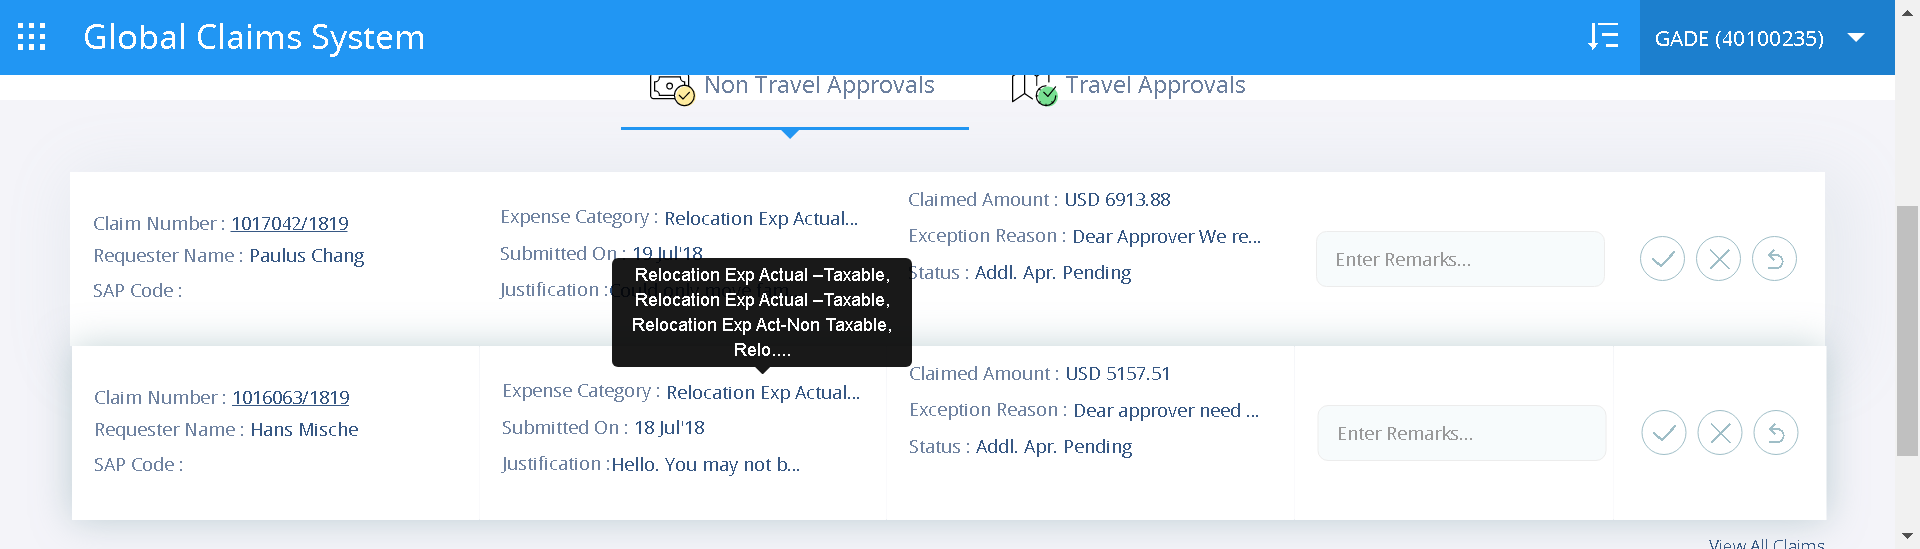 Global Claims System
GADE (40100235)
Non Travel Approvals
Travel Approvals
Claim Number : 1017042/1819
Requester Name : Paulus Chang
SAP Code :
Expense Category : Relocation Exp Actual...
Submitted On : 19 Jul'18
Justification :Could only move fam
Claimed Amount : USD 6913.88
Exception Reason : Dear Approver We re...
Status : Addl. Apr. Pending
Enter Remarks...
Relocation Exp Actual –Taxable,
Relocation Exp Actual –Taxable,
Relocation Exp Act-Non Taxable,
Relo....
Claim Number : 1016063/1819
Requester Name : Hans Mische
SAP Code :
Expense Category : Relocation Exp Actual...
Submitted On : 18 Jul'18
Justification :Hello. You may not b...
Claimed Amount : USD 5157.51
Exception Reason : Dear approver need ...
Status : Addl. Apr. Pending
Enter Remarks...
View All Claims